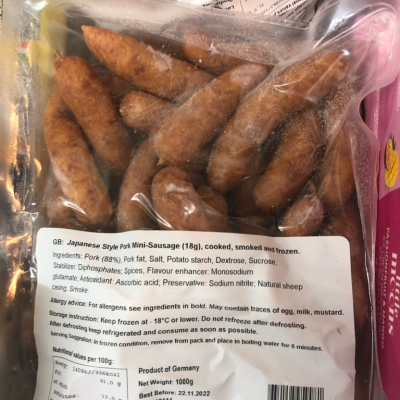 GB: Japanese Style Pork Mini-Sausage (18g), cooked, smoked and frozen.
Ingredients: Pork (88%), Pork fat, Salt, Potato starch, Dextrose, Sucrose,
Stabilizer: Diphosphates, Spices, Flavour enhancer: Monosodium
glutamate; Antioxidant: Ascorbic acid; Preservative: Sodium nitrite; Natural sheep
casing, Smoke
Allergy advice: For allergens see ingredients in bold. May contain traces of egg, milk, mustard.
Storage instruction: Keep frozen at - 18°C or lower. Do not refreeze after defrosting.
After defrosting keep refrigerated and consume as soon as possible.
Serving Suggestion: in frozen condition, remove from pack and place in boiling water for 5 minutes.
Nutritional values per 100g:
Product of Germany
Net Weight: 1000g
Best Before: 22.11.2022